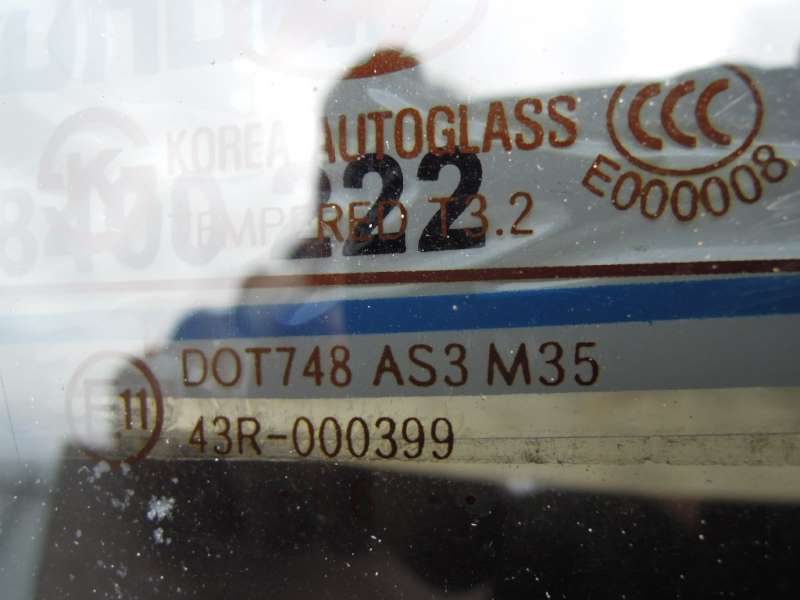 KOREA AUTOGLASS
CCC
E000008
TEMPERED T3.2
222
DOT748 AS3 M35
E11
43R-000399